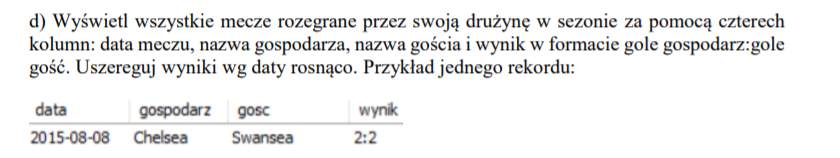 d) Wyświetl wszystkie mecze rozegrane przez swoją drużynę w sezonie za pomocą czterech
kolumn: data meczu, nazwa gospodarza, nazwa gościa i wynik w formacie gole gospodarz:gole
gość. Uszereguj wyniki wg daty rosnąco. Przykład jednego rekordu:
data gospodarz gosc wynik
2015-08-08 Chelsea Swansea 2:2